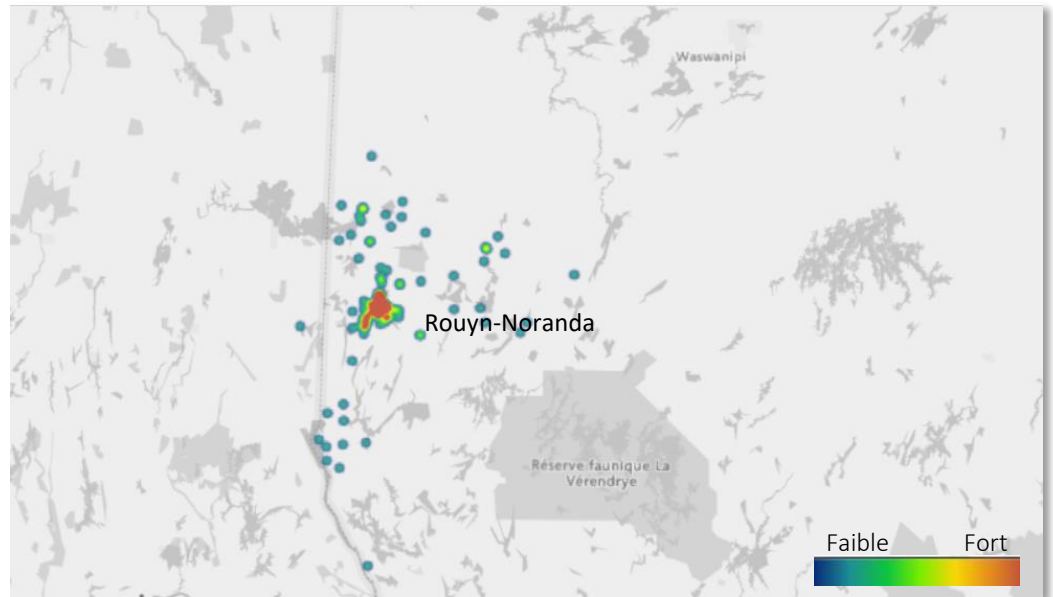 Waswanipi
Rouyn-Noranda
Réserve faunique La
Vérendrye
Faible Fort